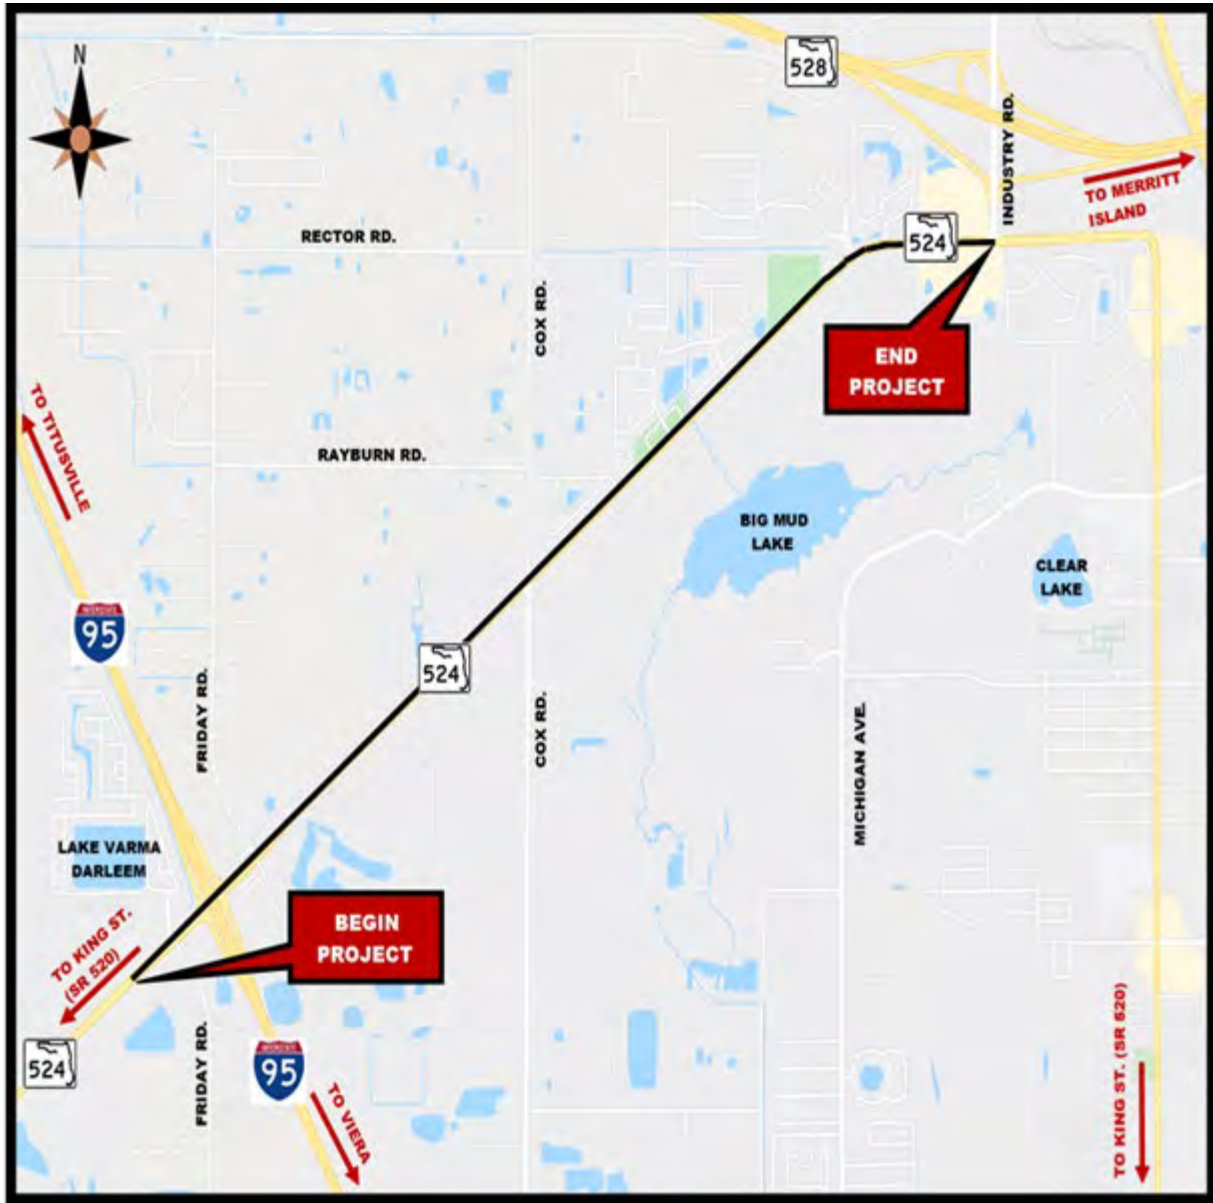 N
528
INDUSTRY RD.
TO MERRITT
ISLAND
524
RECTOR RD.
COX RD.
END
PROJECT
TO TITUSVILLE
RAYBURN RD.
BIG MUD
LAKE
CLEAR
LAKE
INTERSTATE
95
524
FRIDAY RD.
COX RD.
MICHIGAN AVE.
LAKE VARMA
DARLEEM
BEGIN
PROJECT
TO KING ST.
(SR 520)
524
FRIDAY RD.
INTERSTATE
95
TO VIERA
TO KING ST. (SR 520)